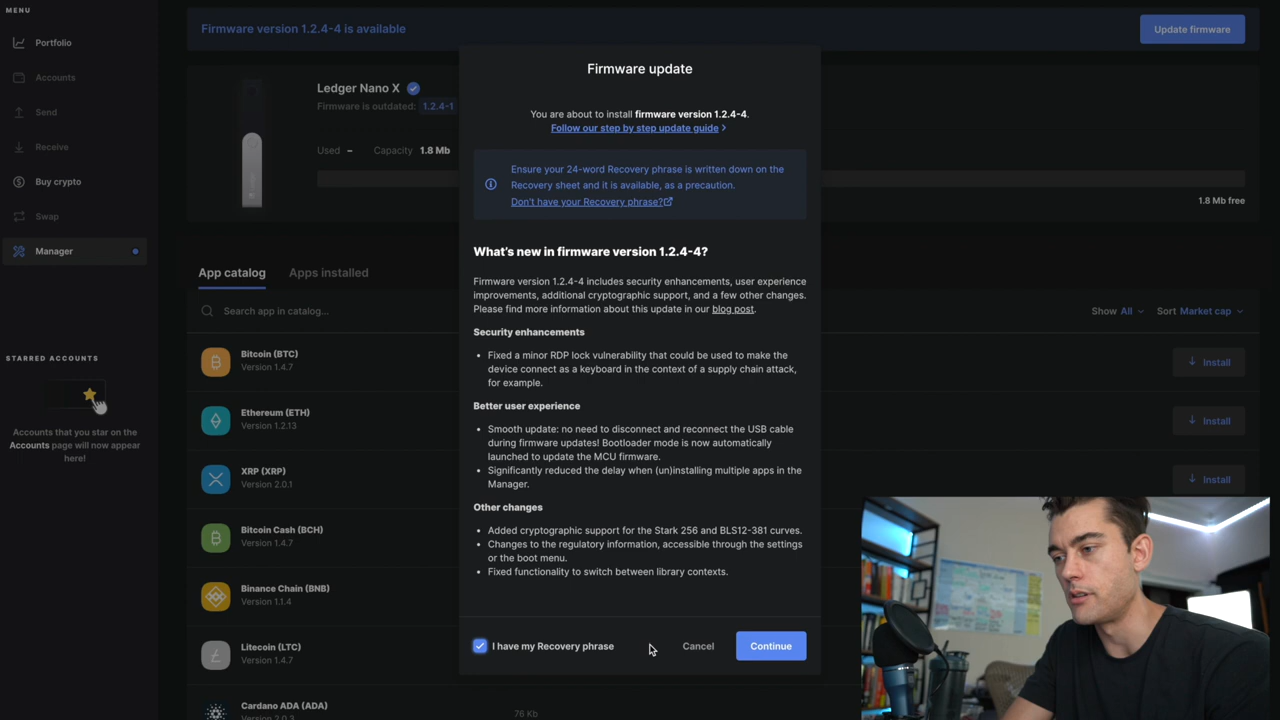 MENU
Portfolio
Accounts
Send
Receive
Buy crypto
Swap
Manager
STARRED ACCOUNTS
Accounts that you star on the
Accounts page will now appear
here!
Firmware version 1.2.4-4 is available
Update firmware
Ledger Nano X
Firmware is outdated: 1.2.4-1
Used –
Capacity 1.8 Mb
1.8 Mb free
App catalog
Apps installed
Search app in catalog...
Show All
Sort Market cap
Bitcoin (BTC)
Version 1.4.7
Install
Ethereum (ETH)
Version 1.2.13
Install
XRP (XRP)
Version 2.0.1
Install
Bitcoin Cash (BCH)
Version 1.4.7
Binance Chain (BNB)
Version 1.1.4
Litecoin (LTC)
Version 1.4.7
Cardano ADA (ADA)
Version 2.0.3
76 Kb
Firmware update
You are about to install firmware version 1.2.4-4.
Follow our step by step update guide
Ensure your 24-word Recovery phrase is written down on the
Recovery sheet and it is available, as a precaution.
Don't have your Recovery phrase?
What's new in firmware version 1.2.4-4?
Firmware version 1.2.4-4 includes security enhancements, user experience
improvements, additional cryptographic support, and a few other changes.
Please find more information about this update in our blog post.
Security enhancements
• Fixed a minor RDP lock vulnerability that could be used to make the
device connect as a keyboard in the context of a supply chain attack,
for example.
Better user experience
• Smooth update: no need to disconnect and reconnect the USB cable
during firmware updates! Bootloader mode is now automatically
launched to update the MCU firmware.
• Significantly reduced the delay when (un)installing multiple apps in the
Manager.
Other changes
• Added cryptographic support for the Stark 256 and BLS12-381 curves.
• Changes to the regulatory information, accessible through the settings
or the boot menu.
• Fixed functionality to switch between library contexts.
I have my Recovery phrase
Cancel
Continue